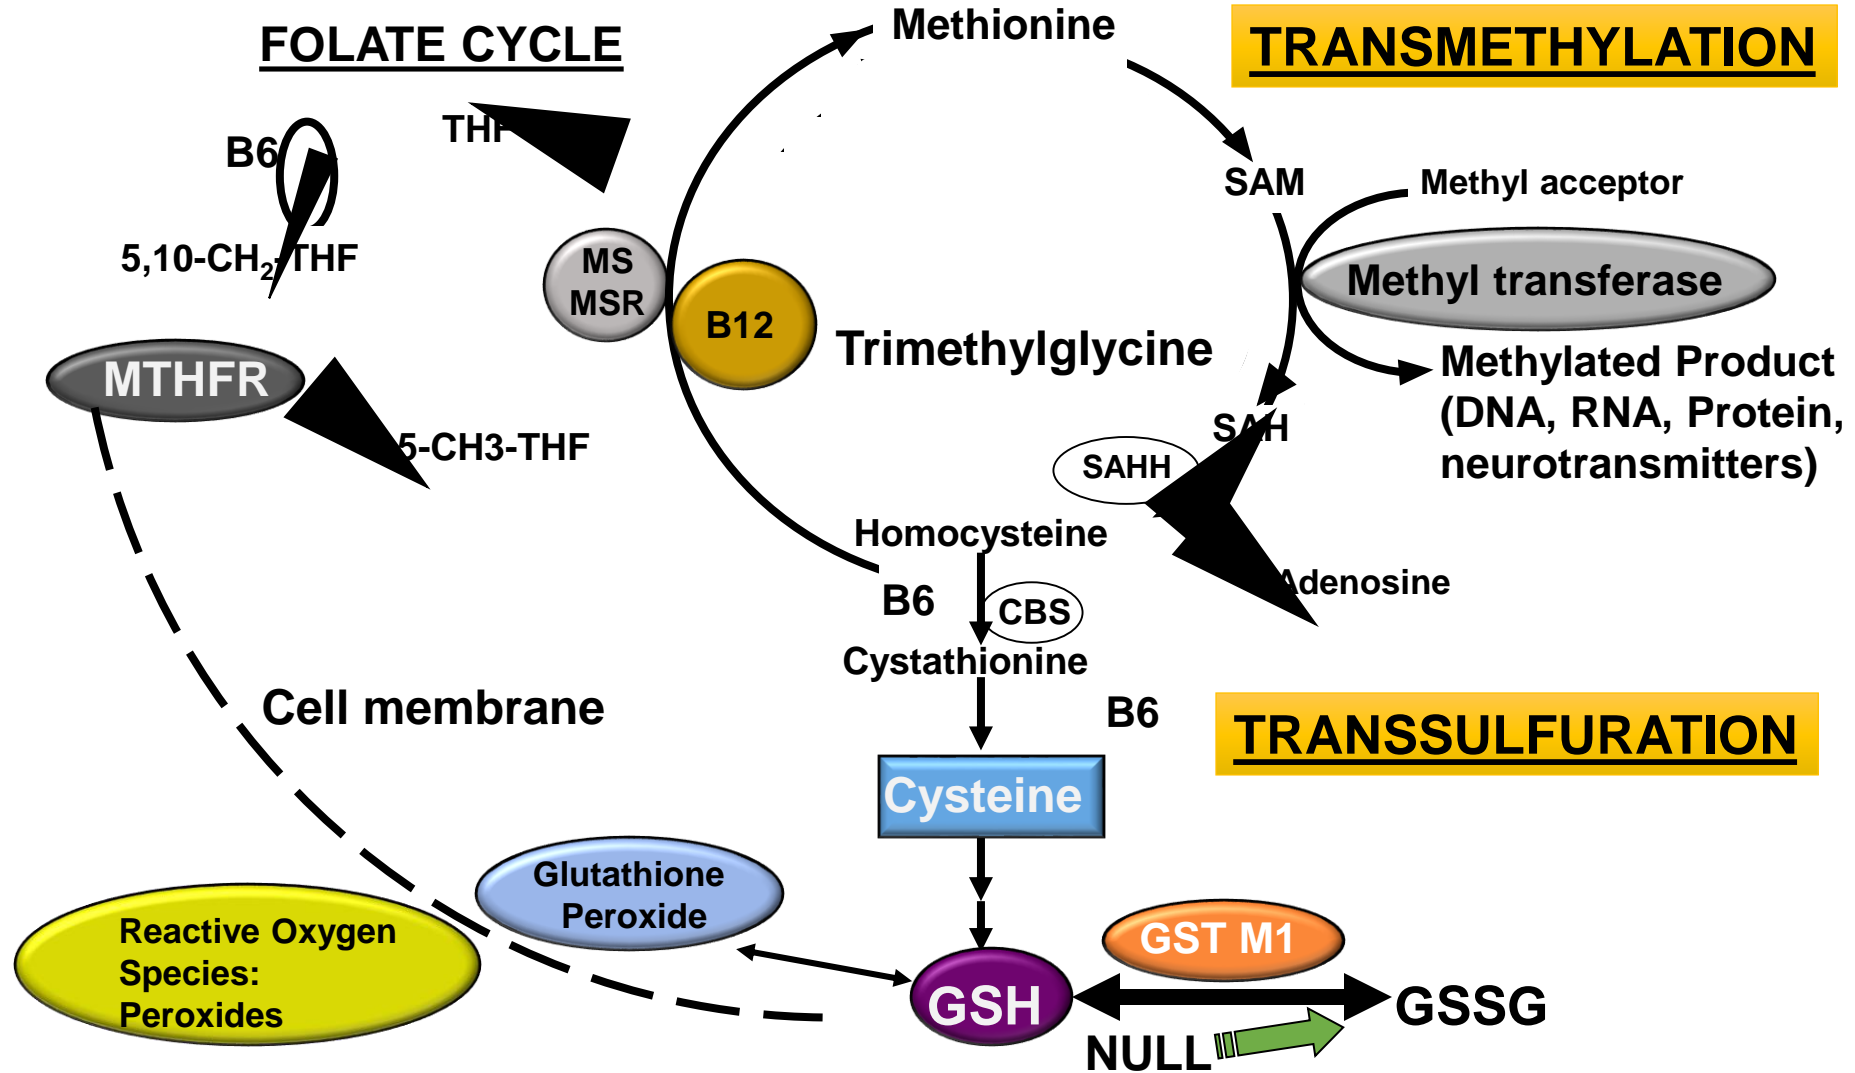 FOLATE CYCLE
Methionine
TRANSMETHYLATION
THF
B6
SAM
Methyl acceptor
5,10-CH₂-THF
MS
MSR
B12
Methyl transferase
Trimethylglycine
MTHFR
Methylated Product
(DNA, RNA, Protein,
neurotransmitters)
5-CH3-THF
SAH
SAHH
Homocysteine
Adenosine
B6
CBS
Cystathionine
Cell membrane
B6
TRANSSULFURATION
Cysteine
Glutathione
Peroxide
Reactive Oxygen
Species:
Peroxides
GST M1
GSH
GSSG
NULL